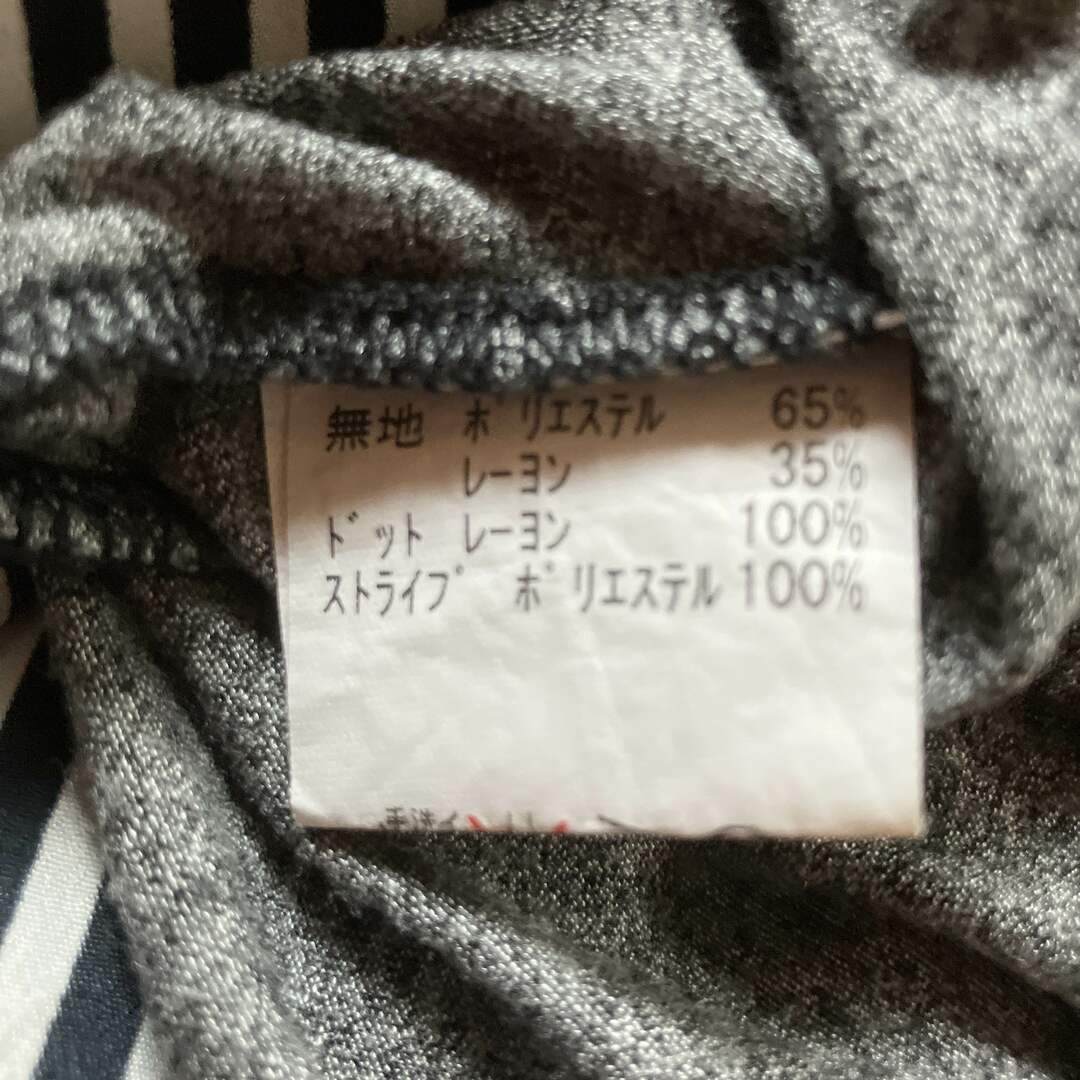 無地 ポリエステル 65%
レーヨン 35%
ドット レーヨン 100%
ストライプ ポリエステル 100%